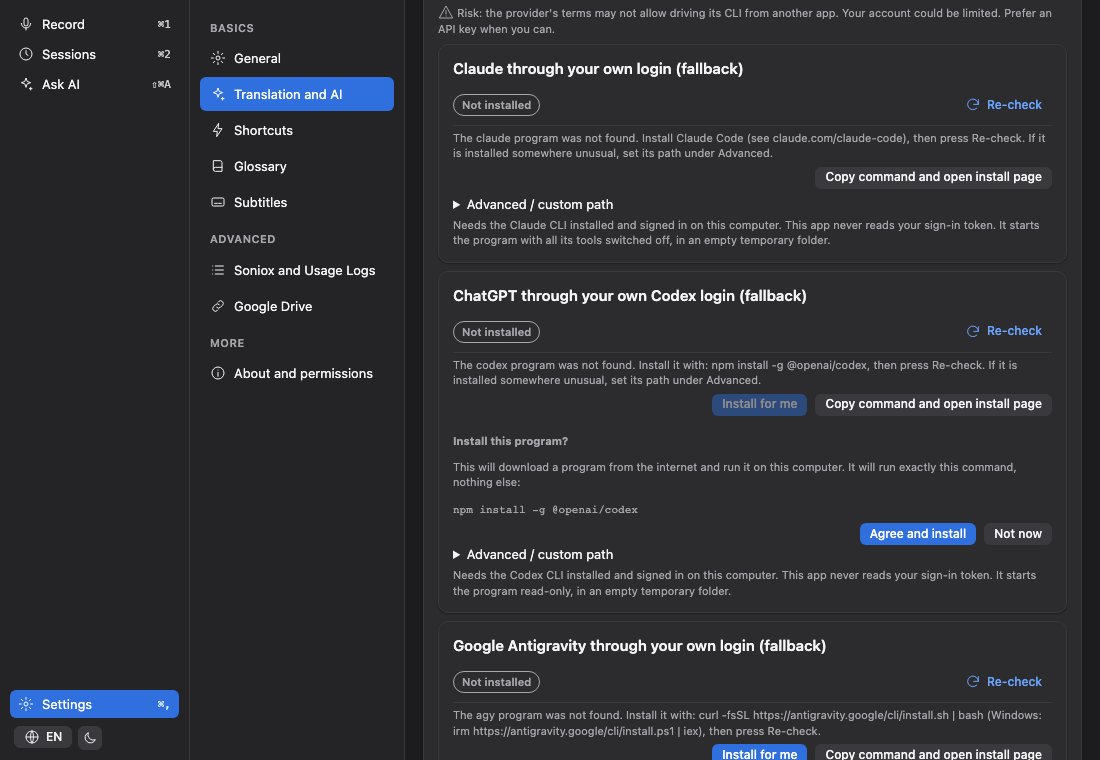 Record ⌘1
Sessions ⌘2
Ask AI ⇧⌘A
Settings ⌘,
EN
BASICS
General
Translation and AI
Shortcuts
Glossary
Subtitles
ADVANCED
Soniox and Usage Logs
Google Drive
MORE
About and permissions
⚠ Risk: the provider's terms may not allow driving its CLI from another app. Your account could be limited. Prefer an
API key when you can.
Claude through your own login (fallback)
Not installed
Re-check
The claude program was not found. Install Claude Code (see claude.com/claude-code), then press Re-check. If it
is installed somewhere unusual, set its path under Advanced.
Copy command and open install page
Advanced / custom path
Needs the Claude CLI installed and signed in on this computer. This app never reads your sign-in token. It starts
the program with all its tools switched off, in an empty temporary folder.
ChatGPT through your own Codex login (fallback)
Not installed
Re-check
The codex program was not found. Install it with: npm install -g @openai/codex, then press Re-check. If it is
installed somewhere unusual, set its path under Advanced.
Install for me
Copy command and open install page
Install this program?
This will download a program from the internet and run it on this computer. It will run exactly this command,
nothing else:
npm install -g @openai/codex
Agree and install
Not now
Advanced / custom path
Needs the Codex CLI installed and signed in on this computer. This app never reads your sign-in token. It starts
the program read-only, in an empty temporary folder.
Google Antigravity through your own login (fallback)
Not installed
Re-check
The agy program was not found. Install it with: curl -fsSL https://antigravity.google/cli/install.sh | bash (Windows:
irm https://antigravity.google/cli/install.ps1 | iex), then press Re-check.
Install for me
Copy command and open install page